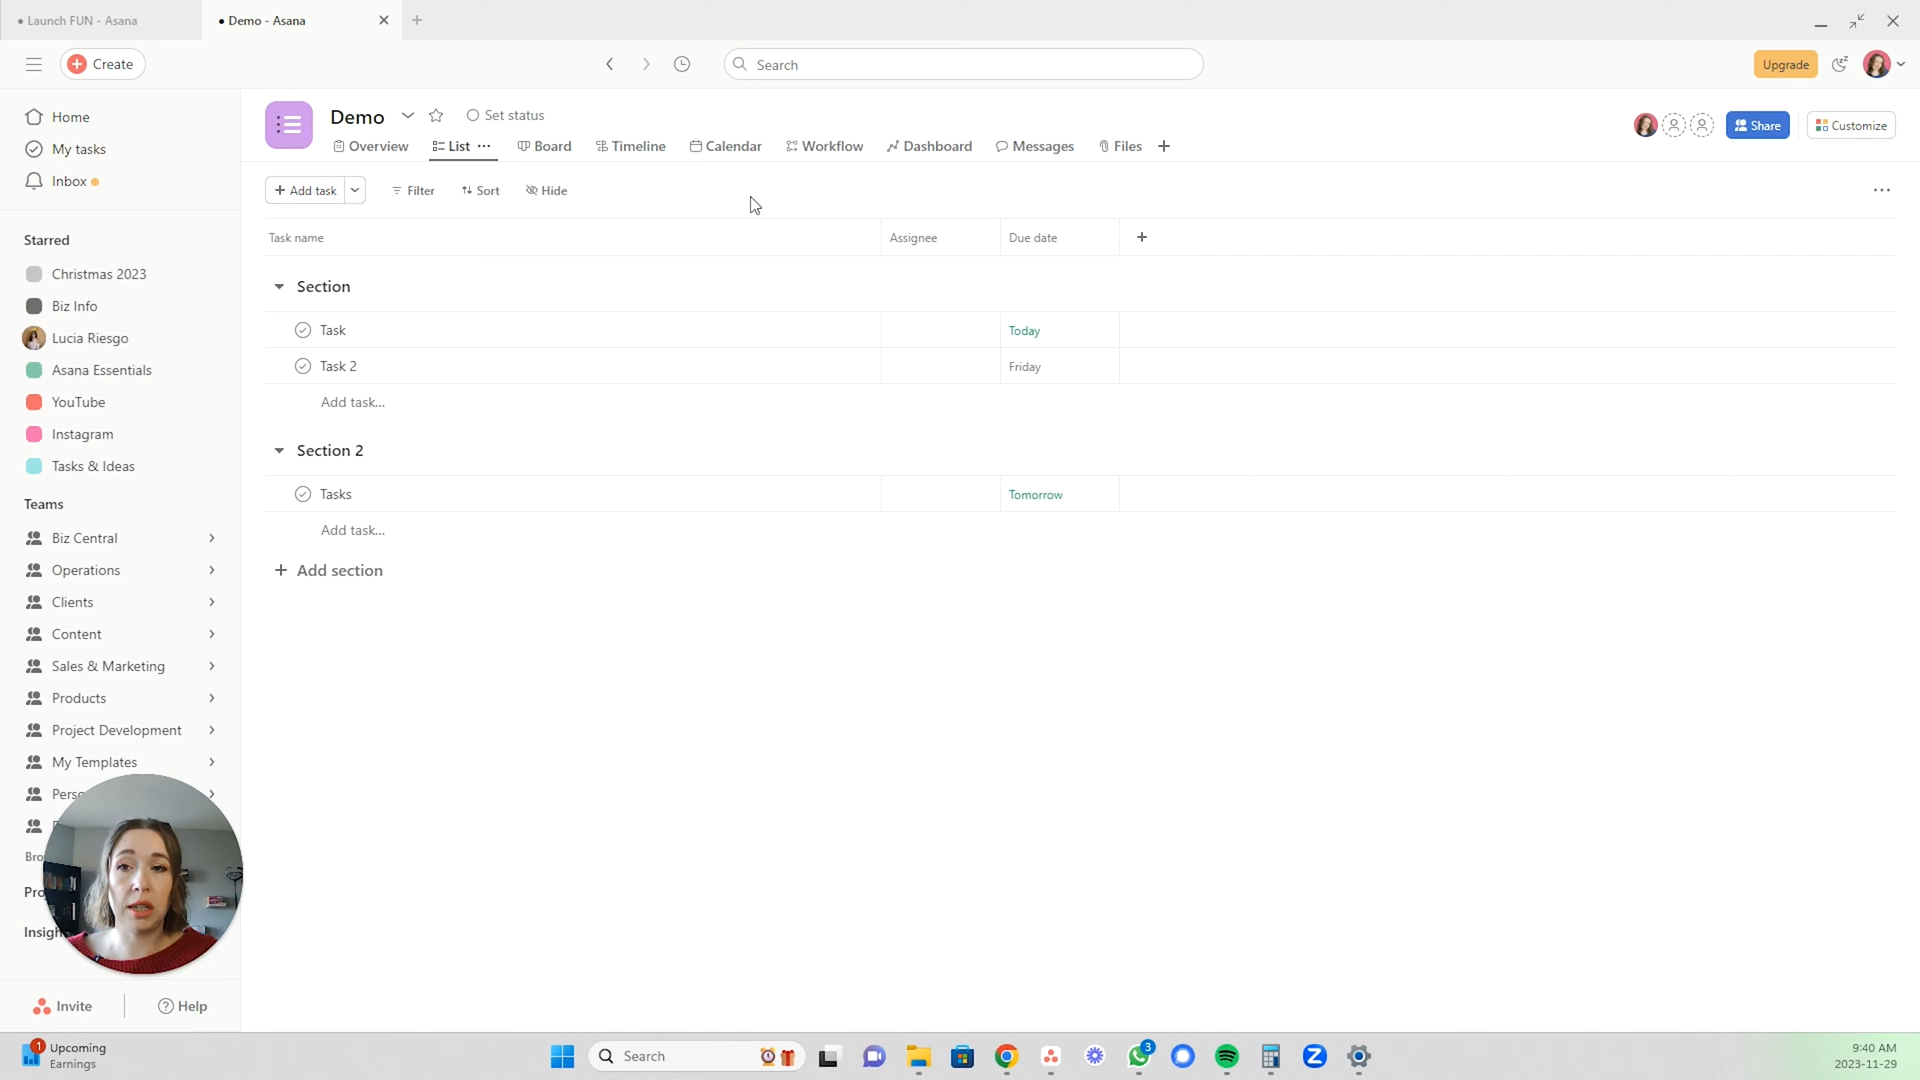 Launch FUN - Asana
Demo - Asana
Create
Search
Upgrade
Home
My tasks
Inbox
Demo
Set status
Overview
List
Board
Timeline
Calendar
Workflow
Dashboard
Messages
Files
Share
Customize
Add task
Filter
Sort
Hide
Task name
Assignee
Due date
Section
Task
Today
Task 2
Friday
Add task...
Section 2
Tasks
Tomorrow
Add task...
Add section
Starred
Christmas 2023
Biz Info
Lucia Riesgo
Asana Essentials
YouTube
Instagram
Tasks & Ideas
Teams
Biz Central
Operations
Clients
Content
Sales & Marketing
Products
Project Development
My Templates
Invite
Help
1
Upcoming
Earnings
Search
3
Z
9:40 AM
2023-11-29